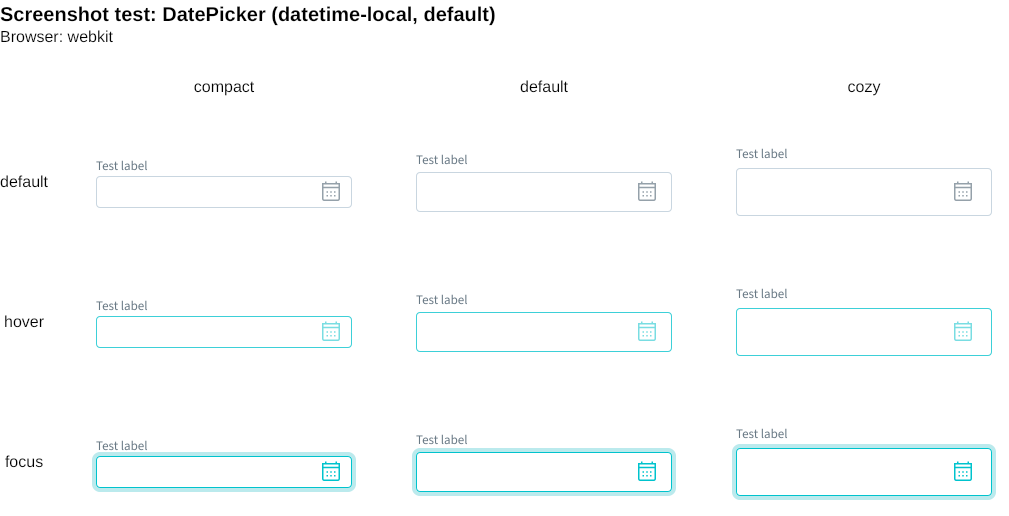 Screenshot test: DatePicker (datetime-local, default)
Browser: webkit
compact default cozy
default
Test label Test label Test label
hover
Test label Test label Test label
focus
Test label Test label Test label